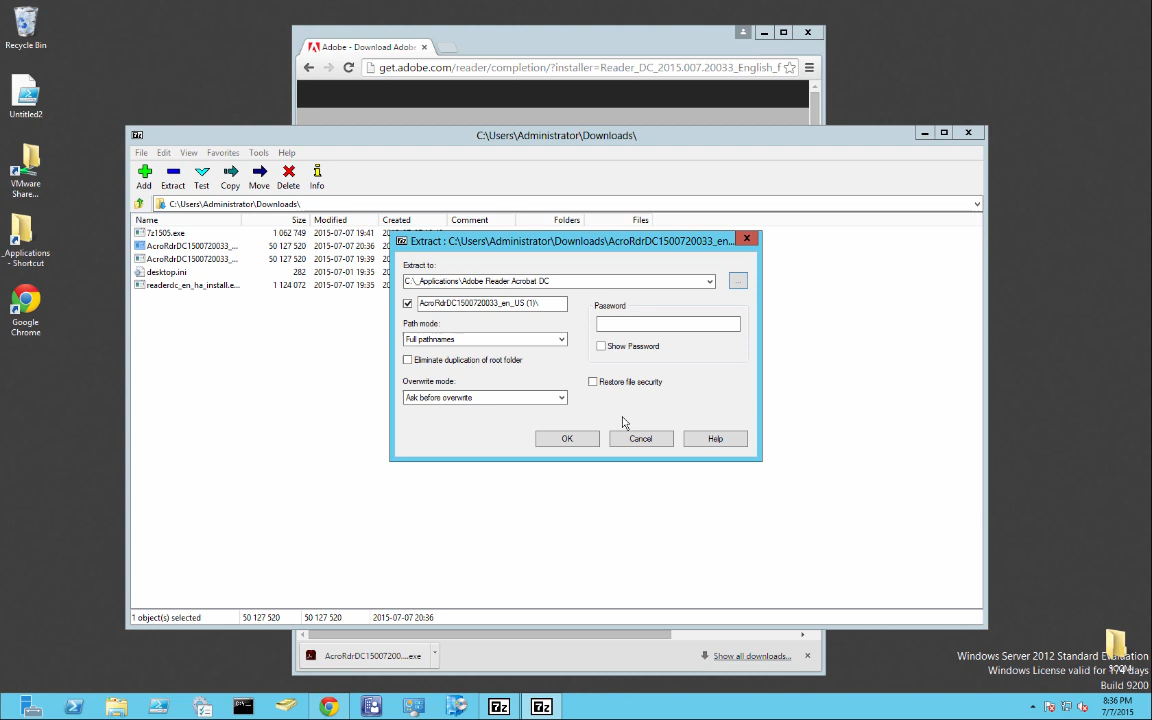 Recycle Bin
Untitled2
VMware
Share...
_Applications
- Shortcut
Google
Chrome
Adobe - Download Adobe
get.adobe.com/reader/completion/?installer=Reader_DC_2015.007.20033_English_f
C:\Users\Administrator\Downloads\
File Edit View Favorites Tools Help
Add Extract Test Copy Move Delete Info
C:\Users\Administrator\Downloads\
Name Size Modified Created Comment Folders Files
7z1505.exe 1 062 749 2015-07-07 19:41
AcroRdrDC1500720033_... 50 127 520 2015-07-07 20:36
AcroRdrDC1500720033_... 50 127 520 2015-07-07 19:39
desktop.ini 282 2015-07-01 19:35
readerdc_en_ha_install.e... 1 124 072 2015-07-07 19:35
Extract : C:\Users\Administrator\Downloads\AcroRdrDC1500720033_en...
Extract to:
C:\_Applications\Adobe Reader Acrobat DC
...
AcroRdrDC1500720033_en_US (1)\
Password
Path mode:
Full pathnames
Show Password
Eliminate duplication of root folder
Overwrite mode:
Restore file security
Ask before overwrite
OK Cancel Help
1 object(s) selected 50 127 520 50 127 520 2015-07-07 20:36
AcroRdrDC15007200....exe
Show all downloads...
Windows Server 2012 Standard Evaluation
Windows License valid for 174 days
Build 9200
8:36 PM
7/7/2015